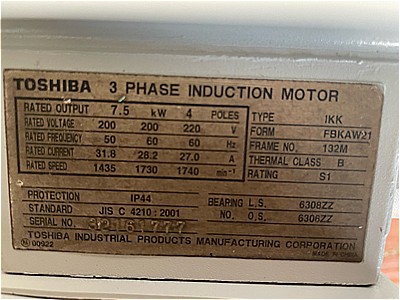 TOSHIBA 3 PHASE INDUCTION MOTOR
RATED OUTPUT 7.5 kW 4 POLES
RATED VOLTAGE 200 200 220 V
RATED FREQUENCY 50 60 60 Hz
RATED CURRENT 31.8 28.2 27.0 A
RATED SPEED 1435 1730 1740 min⁻¹
TYPE IKK
FORM FBKAW21
FRAME NO. 132M
THERMAL CLASS B
RATING S1
PROTECTION IP44
STANDARD JIS C 4210 : 2001
SERIAL NO.
BEARING L.S. 6308ZZ
NO. O.S. 6306ZZ
TOSHIBA INDUSTRIAL PRODUCTS MANUFACTURING CORPORATION
N 00922 MADE IN CHINA